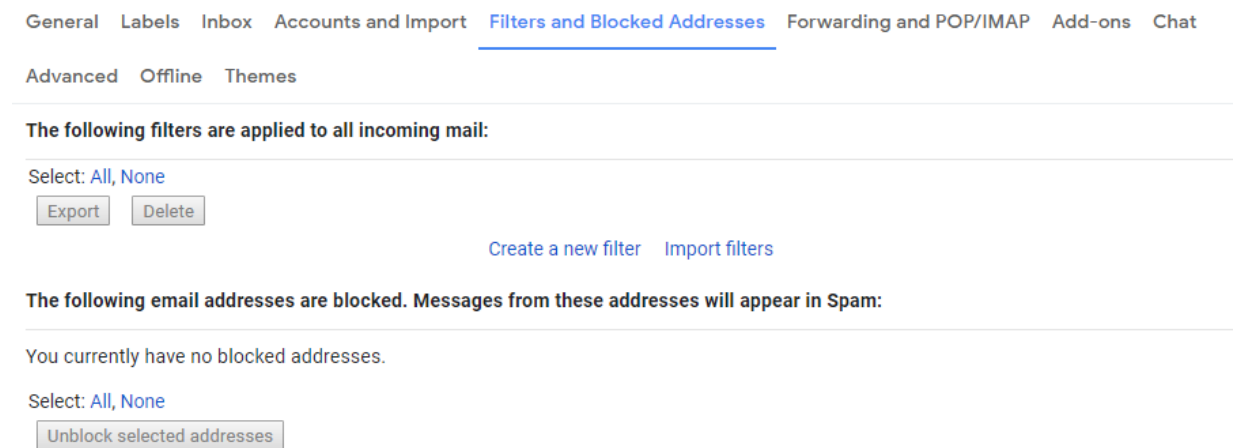 General Labels Inbox Accounts and Import Filters and Blocked Addresses Forwarding and POP/IMAP Add-ons Chat
Advanced Offline Themes
The following filters are applied to all incoming mail:
Select: All, None
Export Delete
Create a new filter Import filters
The following email addresses are blocked. Messages from these addresses will appear in Spam:
You currently have no blocked addresses.
Select: All, None
Unblock selected addresses